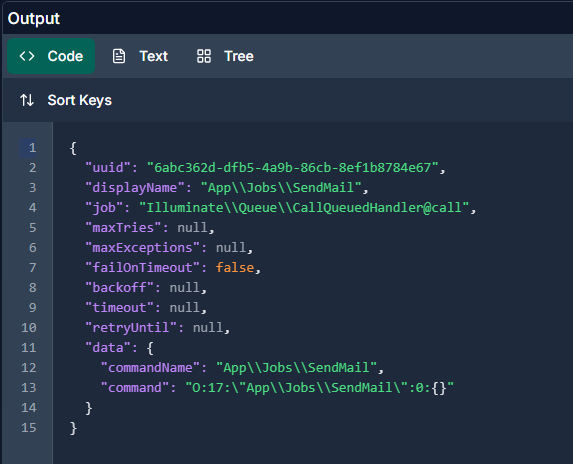 Output
Code Text Tree
Sort Keys
1 {
2 "uuid": "6abc362d-dfb5-4a9b-86cb-8ef1b8784e67",
3 "displayName": "App\\Jobs\\SendMail",
4 "job": "Illuminate\\Queue\\CallQueuedHandler@call",
5 "maxTries": null,
6 "maxExceptions": null,
7 "failOnTimeout": false,
8 "backoff": null,
9 "timeout": null,
10 "retryUntil": null,
11 "data": {
12 "commandName": "App\\Jobs\\SendMail",
13 "command": "O:17:\"App\\Jobs\\SendMail\":0:{}"
14 }
15 }